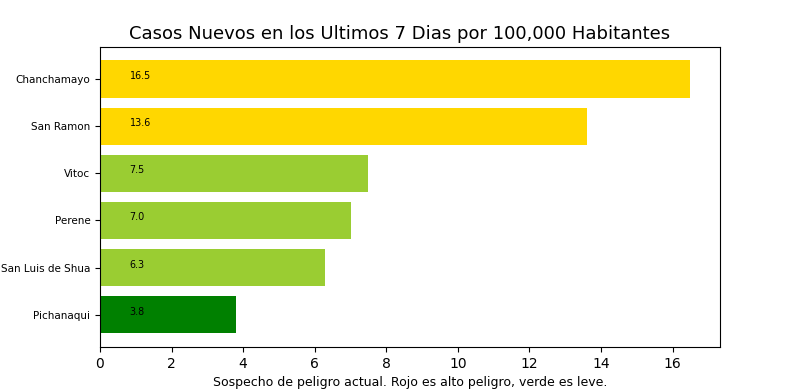 Casos Nuevos en los Ultimos 7 Dias por 100,000 Habitantes
Chanchamayo 16.5
San Ramon 13.6
Vitoc 7.5
Perene 7.0
San Luis de Shua 6.3
Pichanaqui 3.8
0 2 4 6 8 10 12 14 16
Sospecho de peligro actual. Rojo es alto peligro, verde es leve.